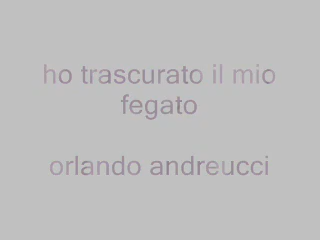 ho trascurato il mio
fegato
orlando andreucci